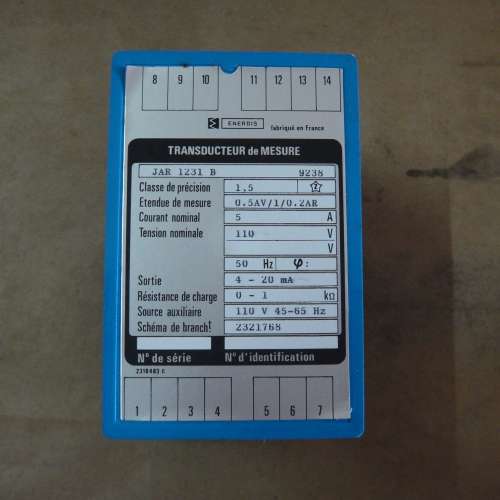 8 9 10 11 12 13 14
ENERDIS fabriqué en France
TRANSDUCTEUR de MESURE
JAR 1231 B 9238
Classe de précision 1,5
Etendue de mesure 0.5AV/1/0.2AR
Courant nominal 5 A
Tension nominale 110 V
V
50 Hz φ:
Sortie 4 - 20 mA
Résistance de charge 0 - 1 kΩ
Source auxiliaire 110 V 45-65 Hz
Schéma de branch! 2321768
N° de série N° d'identification
2318483 C
1 2 3 4 5 6 7